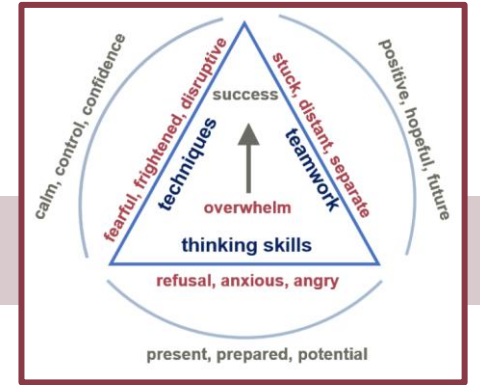 calm, control, confidence
fearful, frightened, disruptive
techniques
success
overwhelm
thinking skills
teamwork
stuck, distant, separate
positive, hopeful, future
refusal, anxious, angry
present, prepared, potential